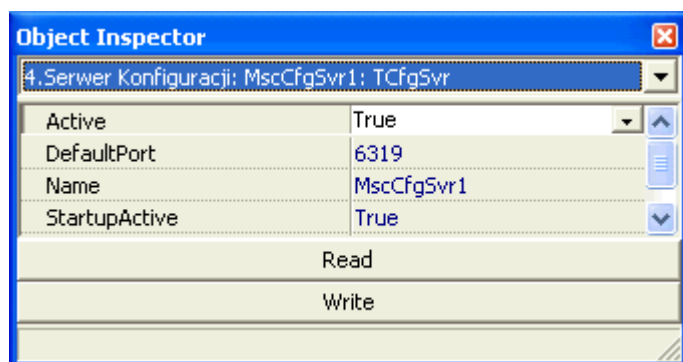 Object Inspector
4.Serwer Konfiguracji: MscCfgSvr1: TCfgSvr
Active True
DefaultPort 6319
Name MscCfgSvr1
StartupActive True
Read
Write